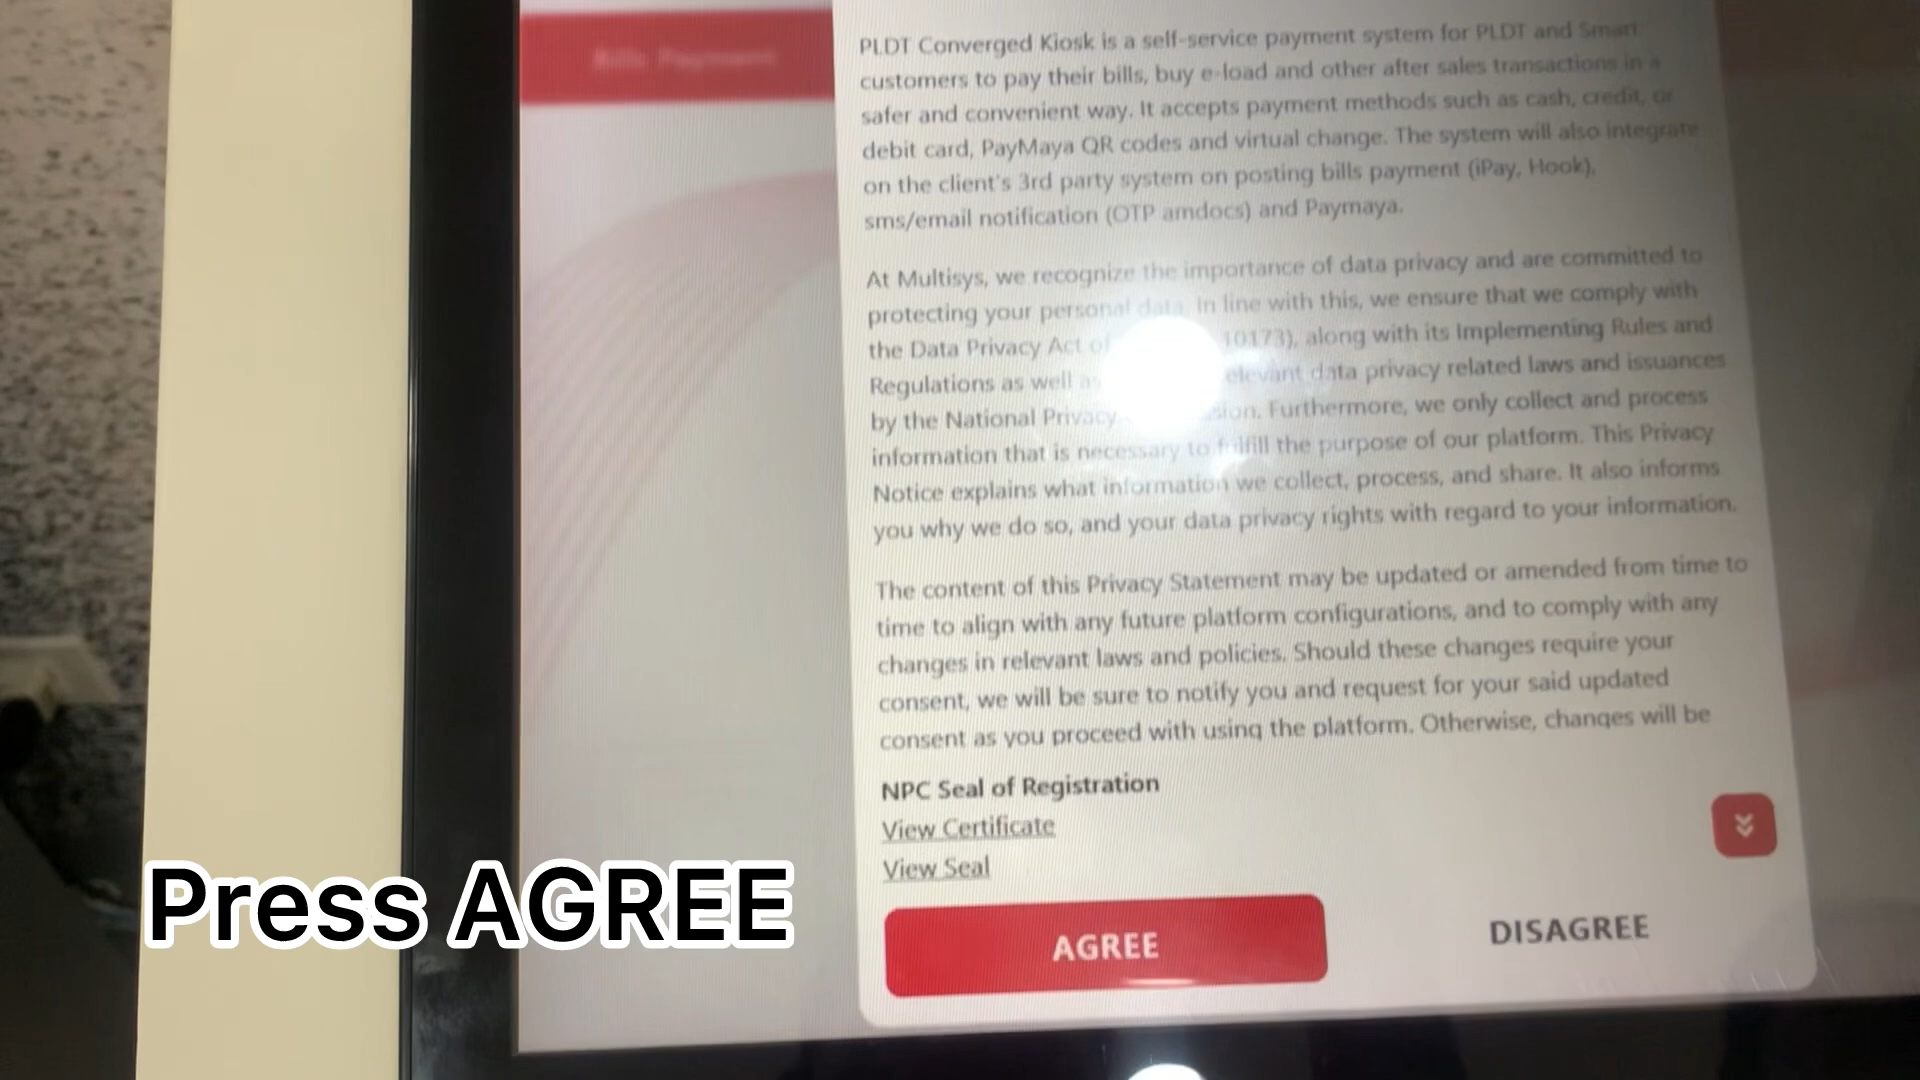 Bills Payment
PLDT Converged Kiosk is a self-service payment system for PLDT and Smart
customers to pay their bills, buy e-load and other after sales transactions in a
safer and convenient way. It accepts payment methods such as cash, credit, or
debit card, PayMaya QR codes and virtual change. The system will also integrate
on the client's 3rd party system on posting bills payment (iPay, Hook),
sms/email notification (OTP amdocs) and Paymaya.
At Multisys, we recognize the importance of data privacy and are committed to
protecting your personal data. In line with this, we ensure that we comply with
the Data Privacy Act of 10173), along with its Implementing Rules and
Regulations as well as relevant data privacy related laws and issuances
by the National Privacy Furthermore, we only collect and process
information that is necessary to fulfill the purpose of our platform. This Privacy
Notice explains what information we collect, process, and share. It also informs
you why we do so, and your data privacy rights with regard to your information.
The content of this Privacy Statement may be updated or amended from time to
time to align with any future platform configurations, and to comply with any
changes in relevant laws and policies. Should these changes require your
consent, we will be sure to notify you and request for your said updated
consent as you proceed with using the platform. Otherwise, changes will be
NPC Seal of Registration
View Certificate
View Seal
Press AGREE
AGREE
DISAGREE